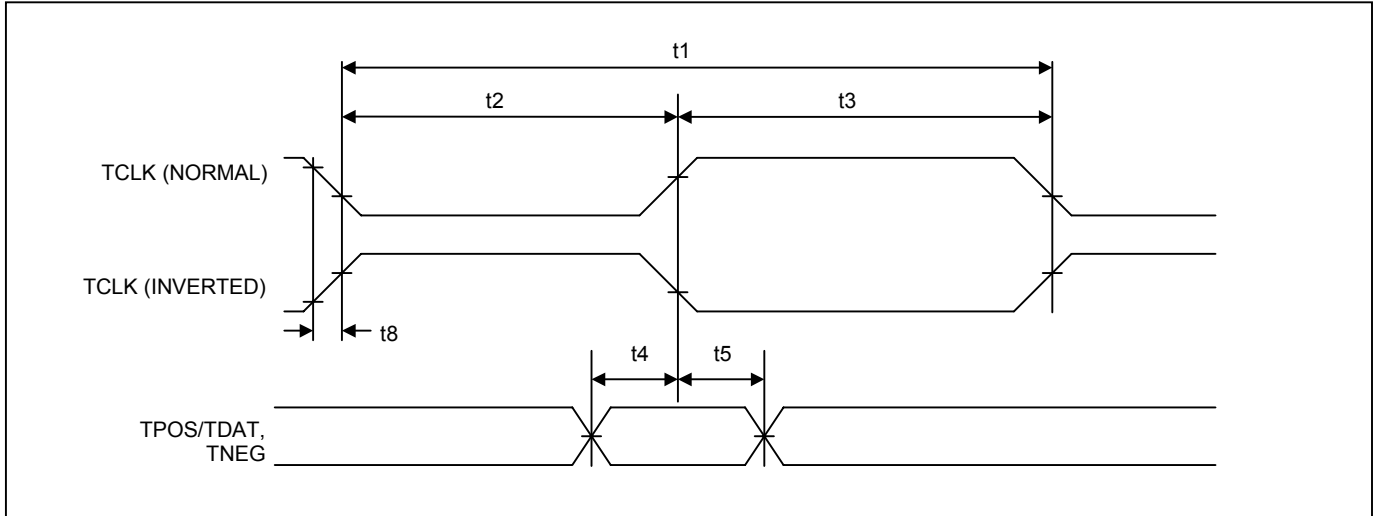 t1
t2
t3
TCLK (NORMAL)
TCLK (INVERTED)
t8
t4
t5
TPOS/TDAT,
TNEG